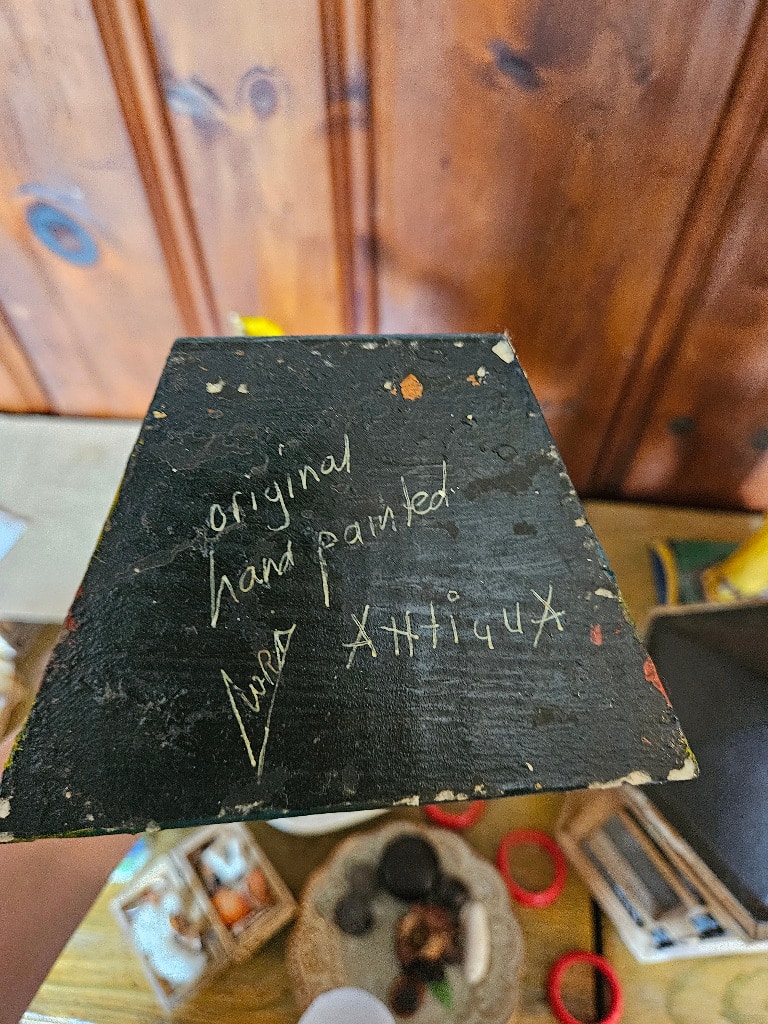 original
hand painted
AntiguA